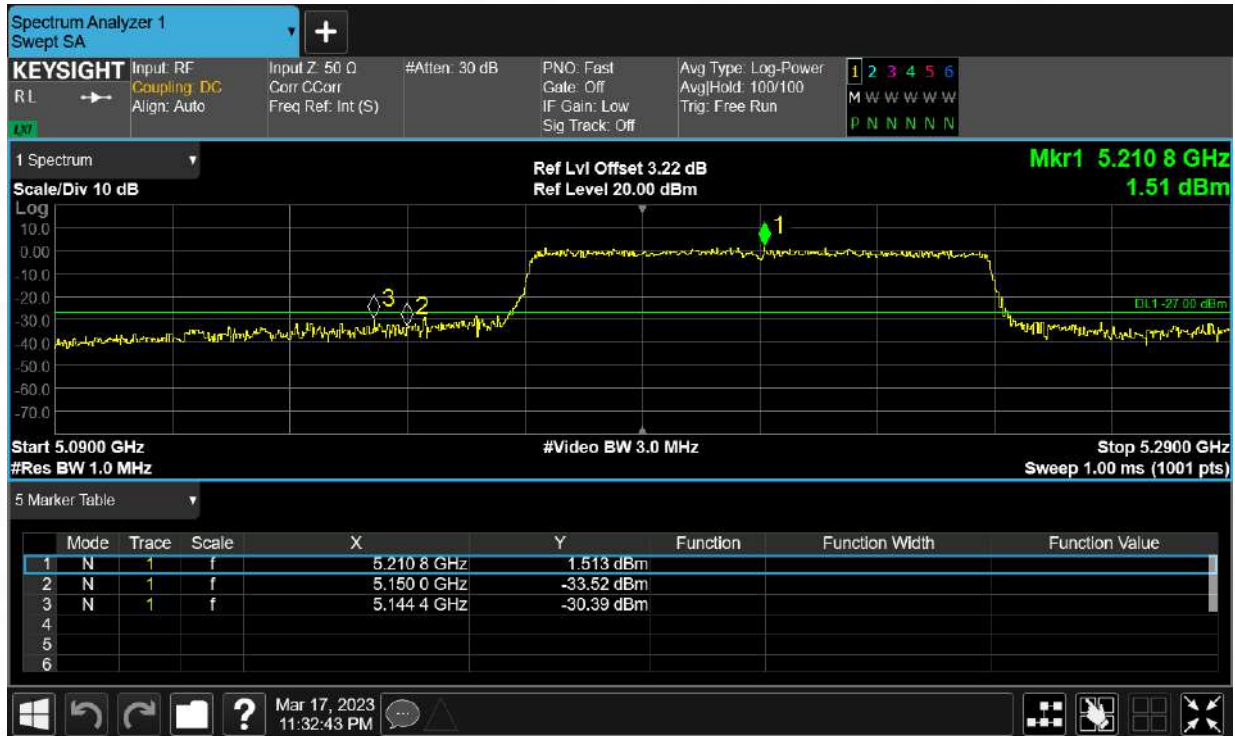 Spectrum Analyzer 1
Swept SA
+
KEYSIGHT Input: RF Input Z: 50 Ω #Atten: 30 dB PNO: Fast Avg Type: Log-Power 1 2 3 4 5 6
RL Coupling: DC Corr CCorr Gate: Off Avg|Hold: 100/100 M W W W W W
Align: Auto Freq Ref: Int (S) IF Gain: Low Trig: Free Run
LXI Sig Track: Off P N N N N N
1 Spectrum Ref Lvl Offset 3.22 dB Mkr1 5.210 8 GHz
Scale/Div 10 dB Ref Level 20.00 dBm 1.51 dBm
Log
10.0 1
0.00
-10.0
-20.0 3 2 DL1 -27.00 dBm
-30.0
-40.0
-50.0
-60.0
-70.0
Start 5.0900 GHz #Video BW 3.0 MHz Stop 5.2900 GHz
#Res BW 1.0 MHz Sweep 1.00 ms (1001 pts)
5 Marker Table
Mode Trace Scale X Y Function Function Width Function Value
1 N 1 f 5.210 8 GHz 1.513 dBm
2 N 1 f 5.150 0 GHz -33.52 dBm
3 N 1 f 5.144 4 GHz -30.39 dBm
4
5
6
? Mar 17, 2023
11:32:43 PM